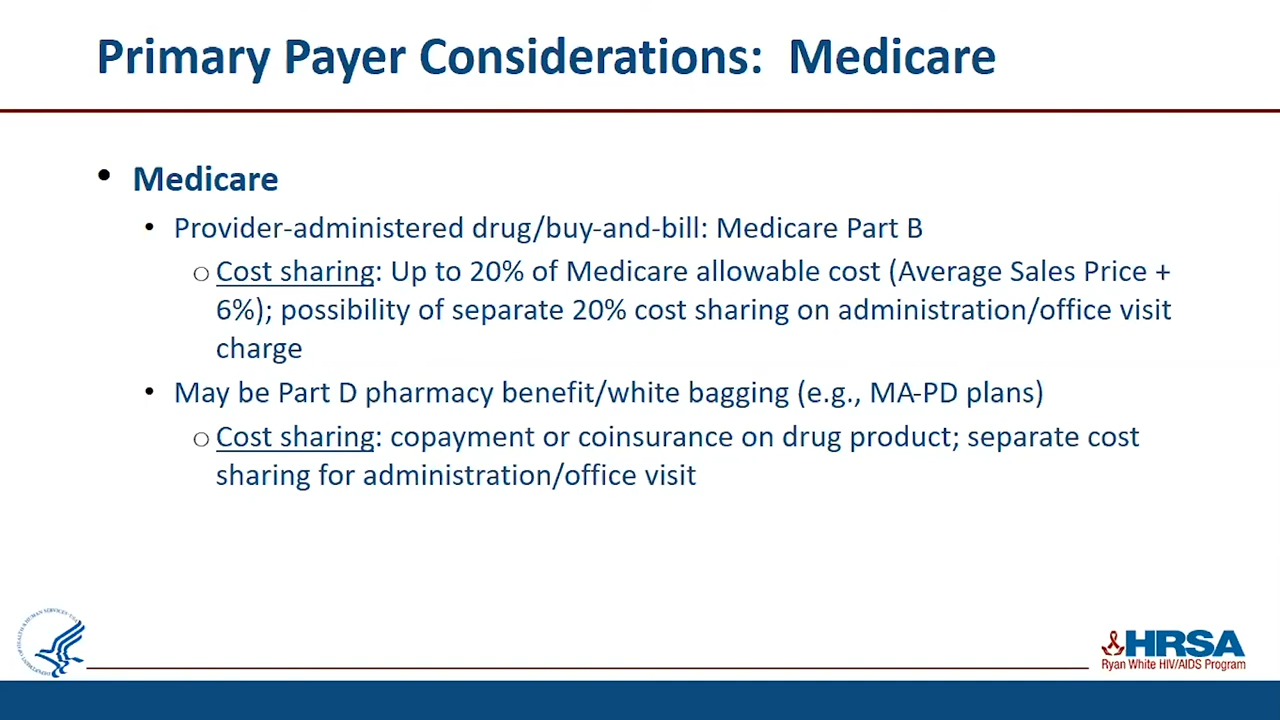 Primary Payer Considerations:  Medicare
• Medicare
• Provider-administered drug/buy-and-bill: Medicare Part B
○ Cost sharing: Up to 20% of Medicare allowable cost (Average Sales Price +
6%); possibility of separate 20% cost sharing on administration/office visit
charge
• May be Part D pharmacy benefit/white bagging (e.g., MA-PD plans)
○ Cost sharing: copayment or coinsurance on drug product; separate cost
sharing for administration/office visit
HRSA
Ryan White HIV/AIDS Program